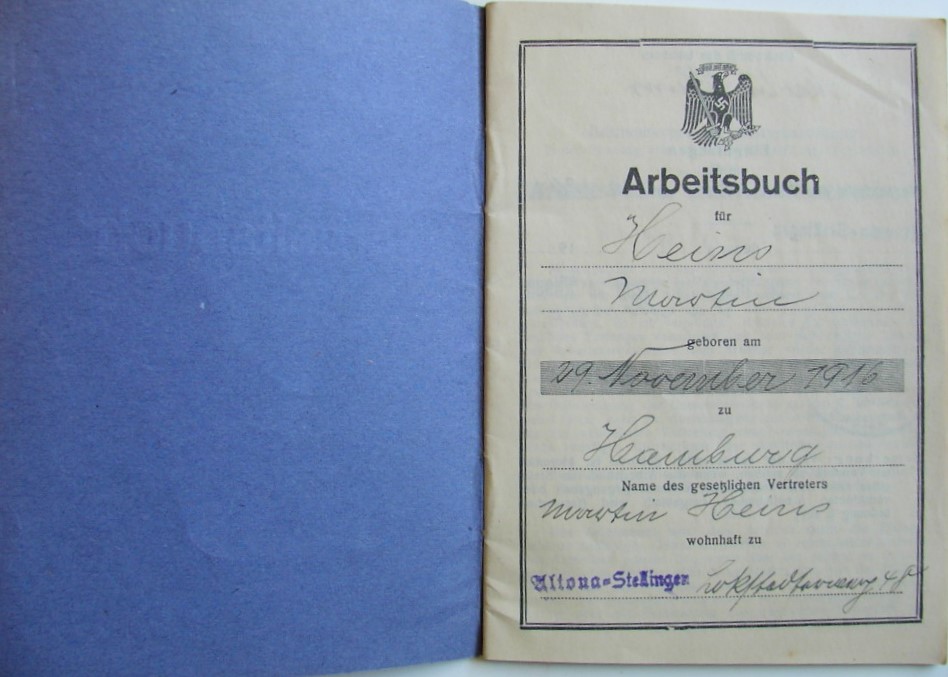 Arbeitsbuch
für
Heins
Martin
geboren am
29. November 1916
zu
Hamburg
Name des gesetzlichen Vertreters
Martin Heins
wohnhaft zu
Altona=Stellingen